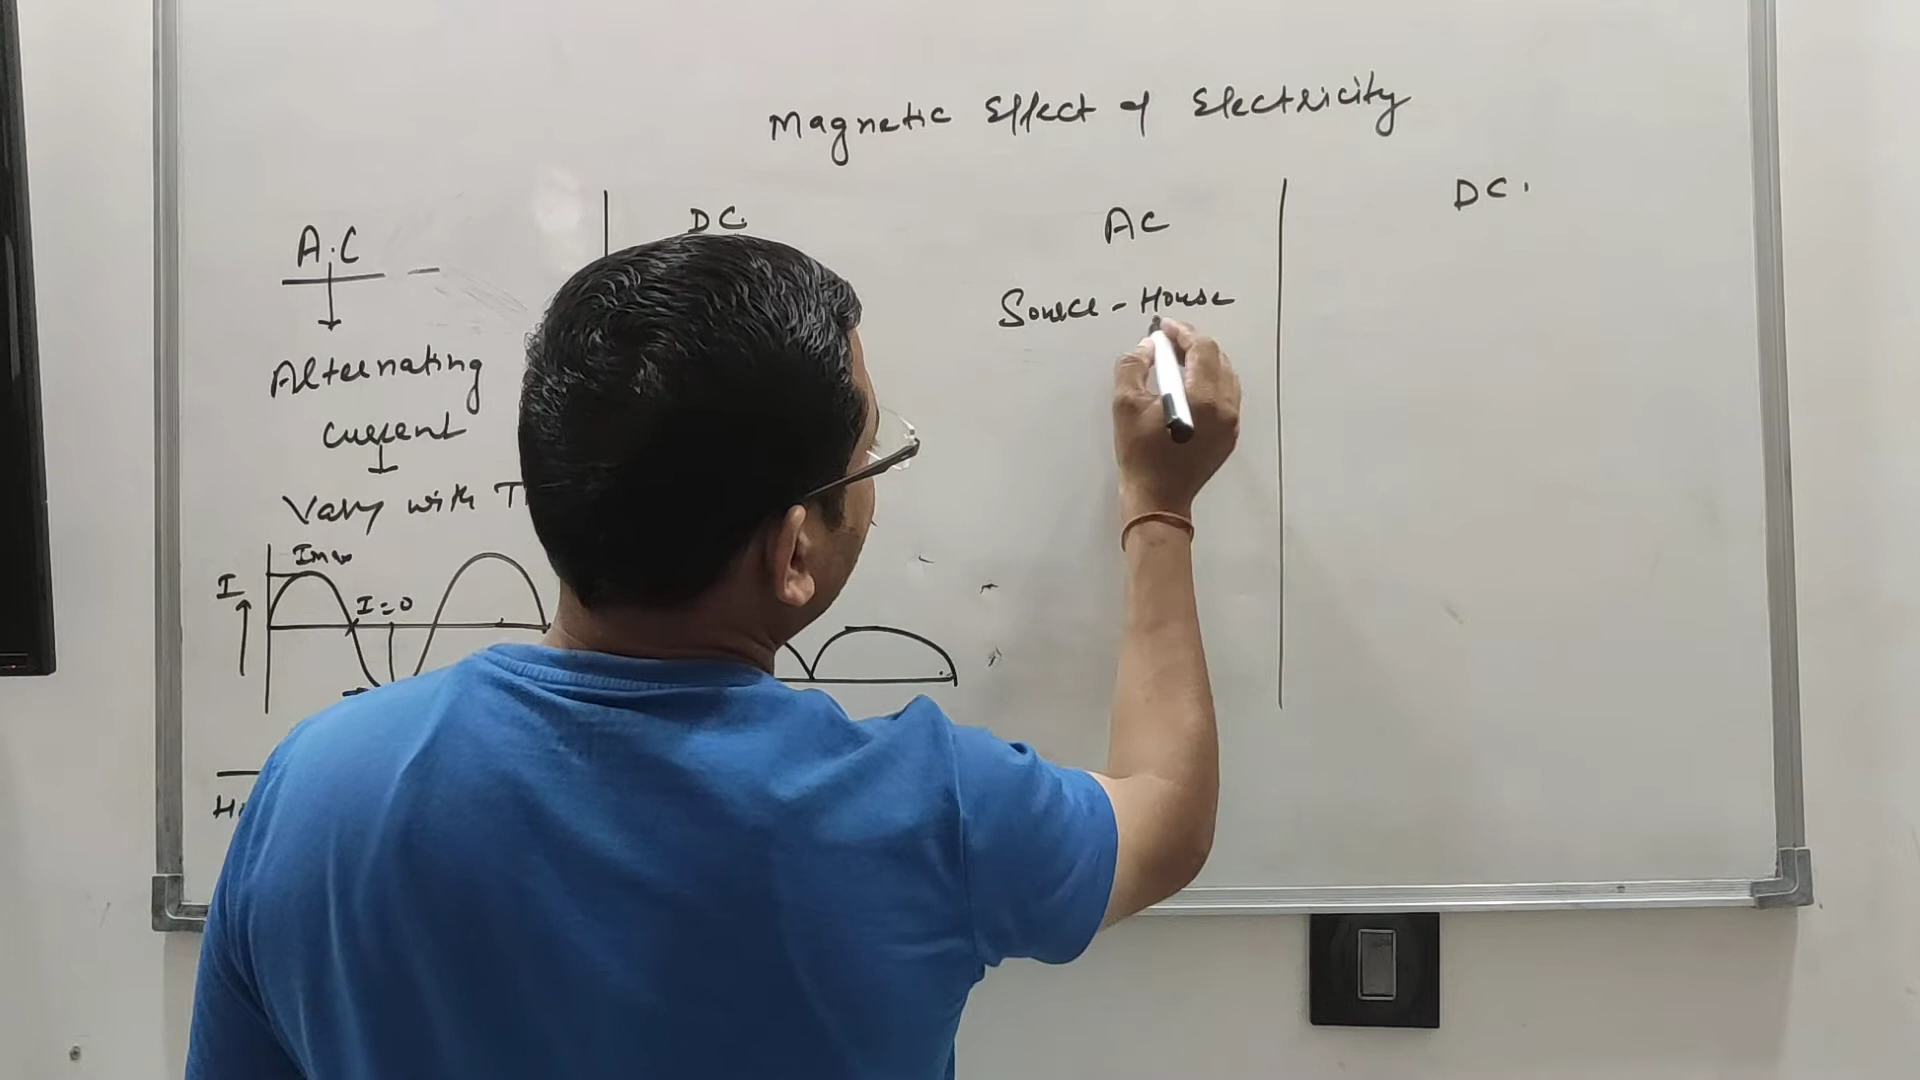 Magnetic Effect of Electricity
A.C
DC.
AC
DC.
Source - House
Alternating
Current
Vary with
Imax
I
I=0